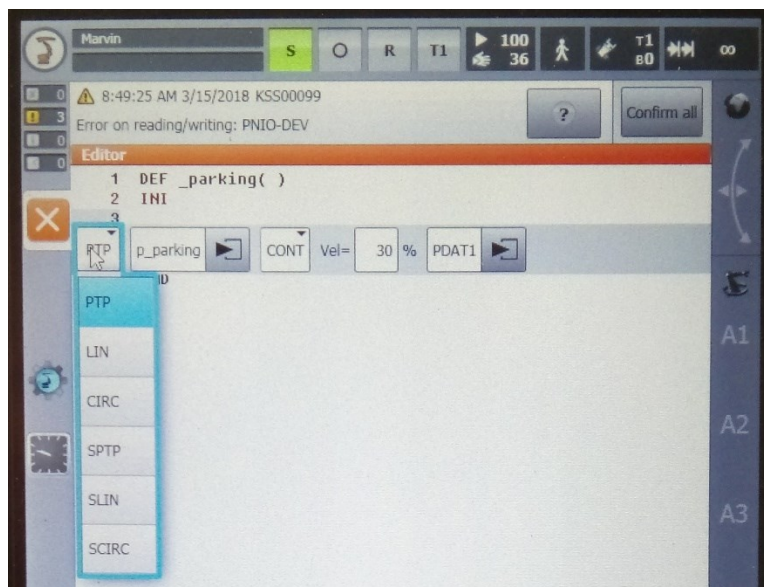 Marvin
S O R T1 100 36 T1 B0 ∞
0 8:49:25 AM 3/15/2018 KSS00099
3 Error on reading/writing: PNIO-DEV ? Confirm all
0
0
Editor
1 DEF _parking( )
2 INI
3
PTP p_parking CONT Vel= 30 % PDAT1
D
PTP
LIN
CIRC
SPTP
SLIN
SCIRC
A1
A2
A3